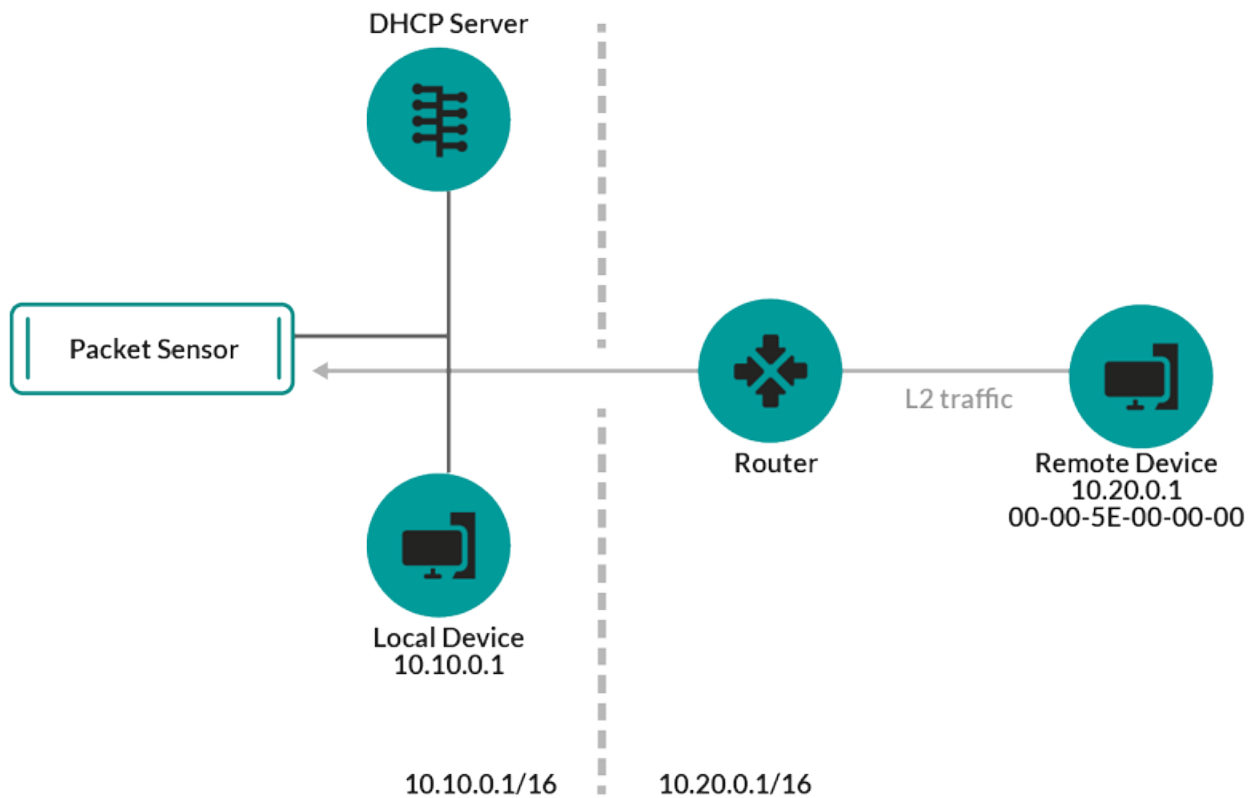 DHCP Server
Packet Sensor
L2 traffic
Router
Remote Device
10.20.0.1
00-00-5E-00-00-00
Local Device
10.10.0.1
10.10.0.1/16
10.20.0.1/16